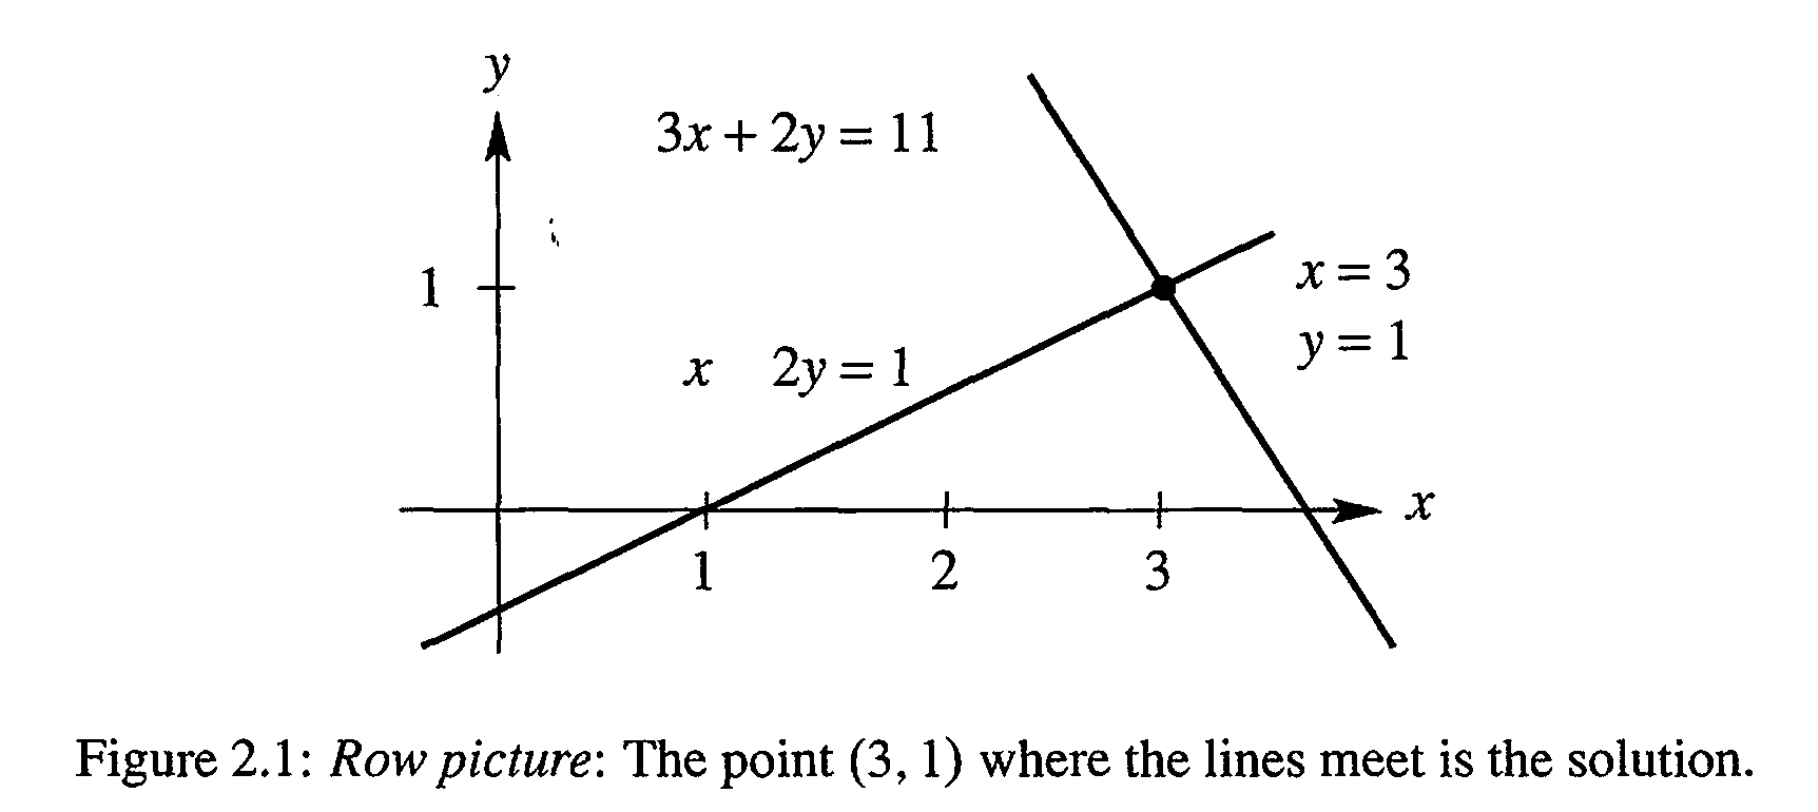 y
3x + 2y = 11
1
x = 3
y = 1
x 2y = 1
x
1 2 3
Figure 2.1: Row picture: The point (3, 1) where the lines meet is the solution.